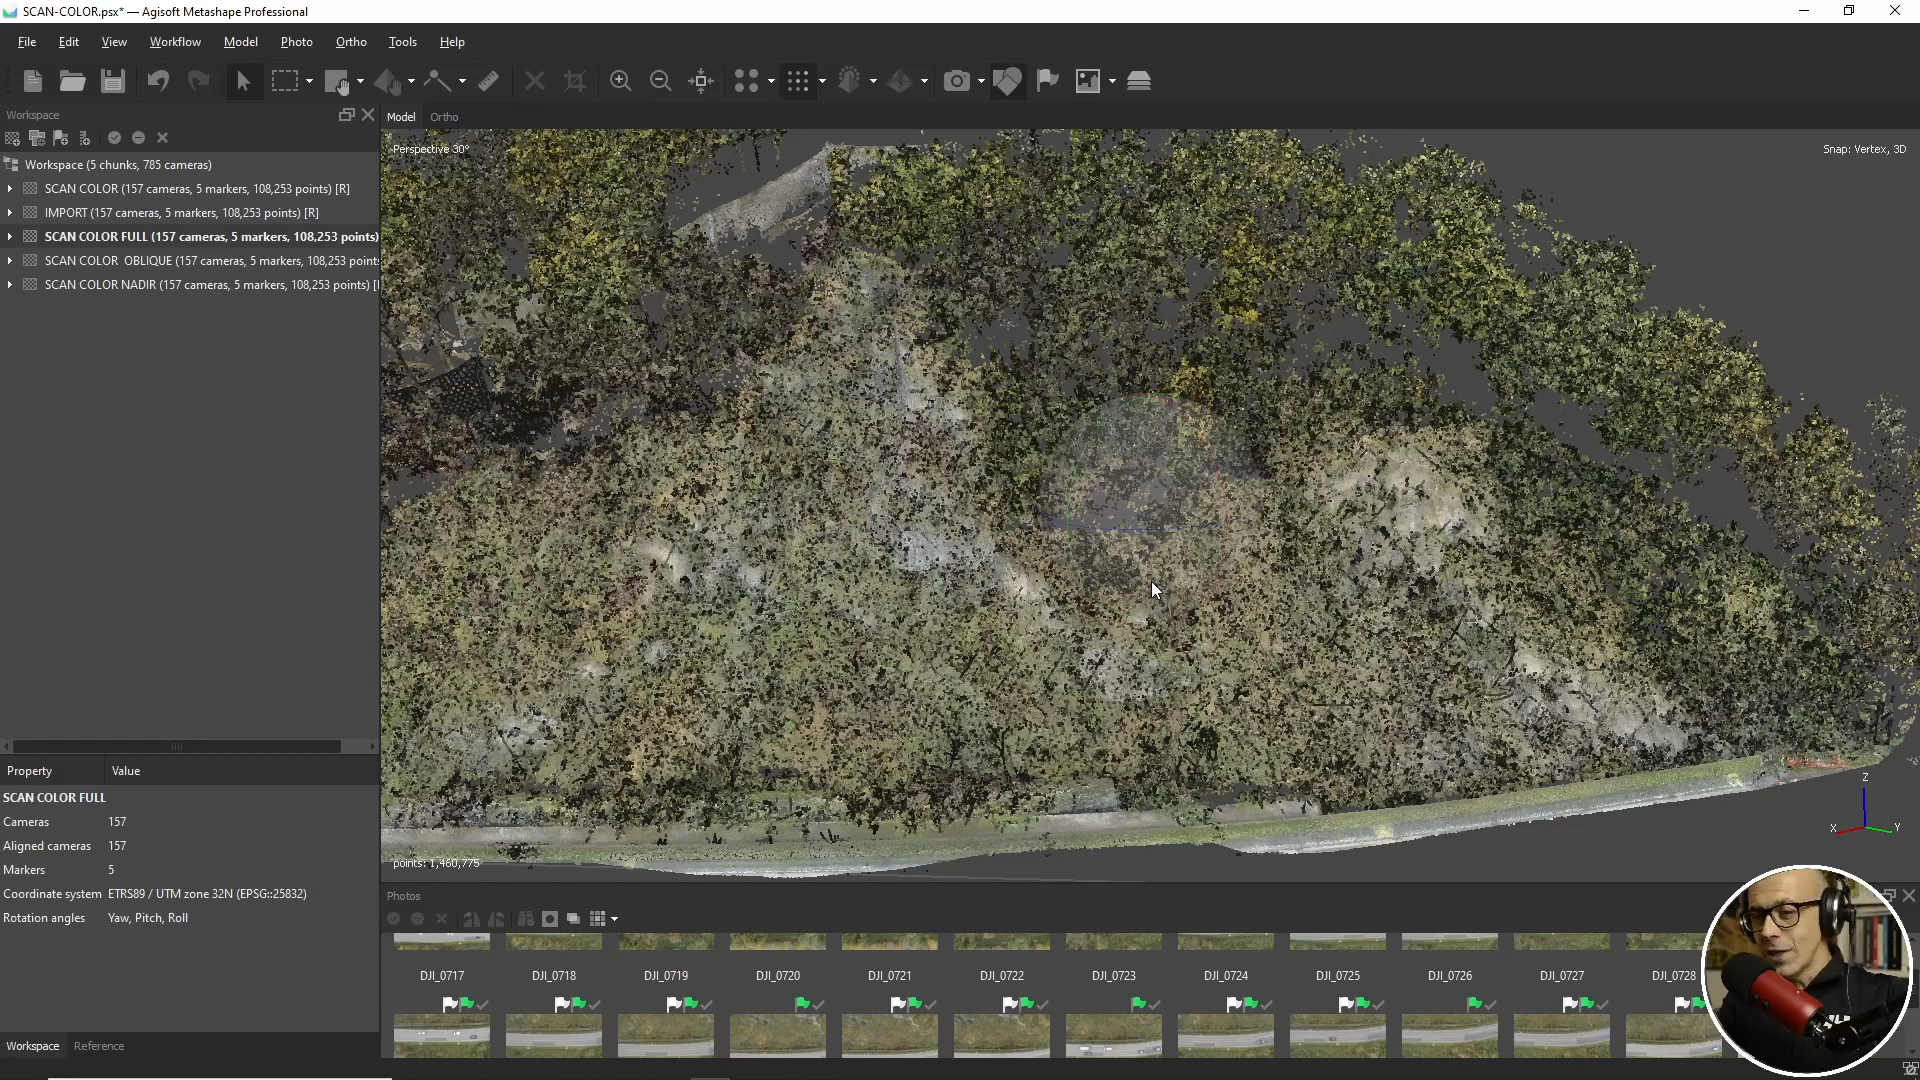 SCAN-COLOR.psx* — Agisoft Metashape Professional
File Edit View Workflow Model Photo Ortho Tools Help
Workspace
Model Ortho
Perspective 30°
Snap: Vertex, 3D
Workspace (5 chunks, 785 cameras)
SCAN COLOR (157 cameras, 5 markers, 108,253 points) [R]
IMPORT (157 cameras, 5 markers, 108,253 points) [R]
SCAN COLOR FULL (157 cameras, 5 markers, 108,253 points)
SCAN COLOR  OBLIQUE (157 cameras, 5 markers, 108,253 point
SCAN COLOR NADIR (157 cameras, 5 markers, 108,253 points) [
Property Value
SCAN COLOR FULL
Cameras 157
Aligned cameras 157
Markers 5
Coordinate system ETRS89 / UTM zone 32N (EPSG::25832)
Rotation angles Yaw, Pitch, Roll
Z
X
Y
points: 1,460,775
Photos
DJI_0717 DJI_0718 DJI_0719 DJI_0720 DJI_0721 DJI_0722 DJI_0723 DJI_0724 DJI_0725 DJI_0726 DJI_0727 DJI_0728
Workspace Reference